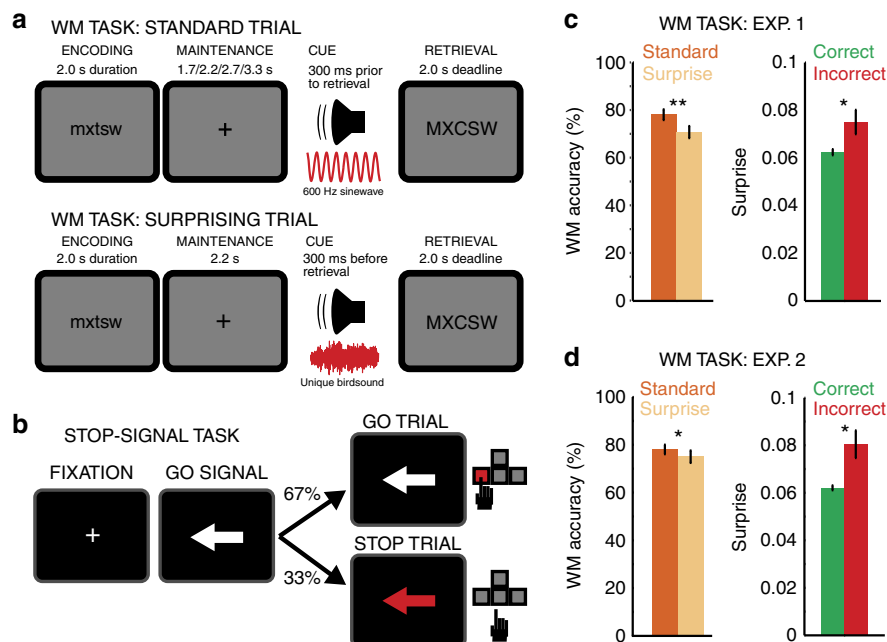 a
WM TASK: STANDARD TRIAL
ENCODING
2.0 s duration
MAINTENANCE
1.7/2.2/2.7/3.3 s
CUE
300 ms prior
to retrieval
RETRIEVAL
2.0 s deadline
mxtsw
+
600 Hz sinewave
MXCSW
WM TASK: SURPRISING TRIAL
ENCODING
2.0 s duration
MAINTENANCE
2.2 s
CUE
300 ms before
retrieval
RETRIEVAL
2.0 s deadline
mxtsw
+
Unique birdsound
MXCSW
b
STOP-SIGNAL TASK
FIXATION
+
GO SIGNAL
67%
33%
GO TRIAL
STOP TRIAL
c
WM TASK: EXP. 1
WM accuracy (%)
100
80
60
40
20
0
Standard
Surprise
**
Surprise
0.1
0.08
0.06
0.04
0.02
0
Correct
Incorrect
*
d
WM TASK: EXP. 2
WM accuracy (%)
100
80
60
40
20
0
Standard
Surprise
*
Surprise
0.1
0.08
0.06
0.04
0.02
0
Correct
Incorrect
*